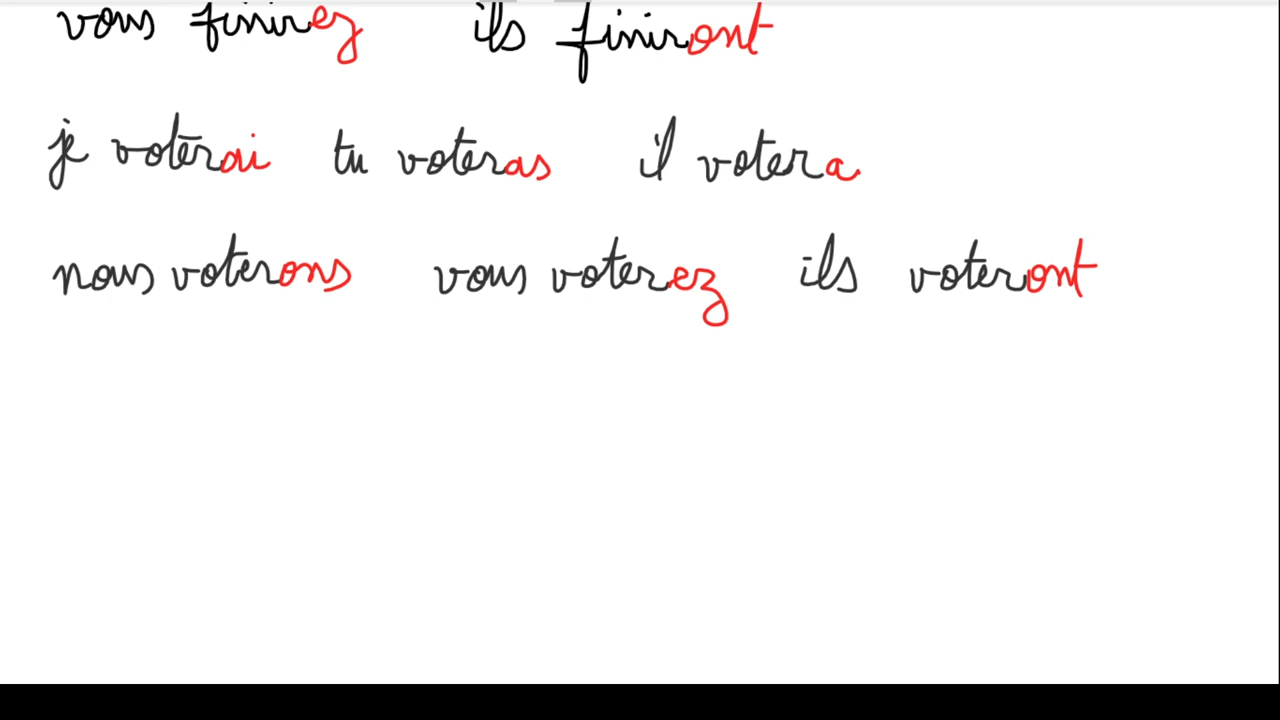 vous finirez ils finiront
je voterai tu voteras il votera
nous voterons vous voterez ils voteront